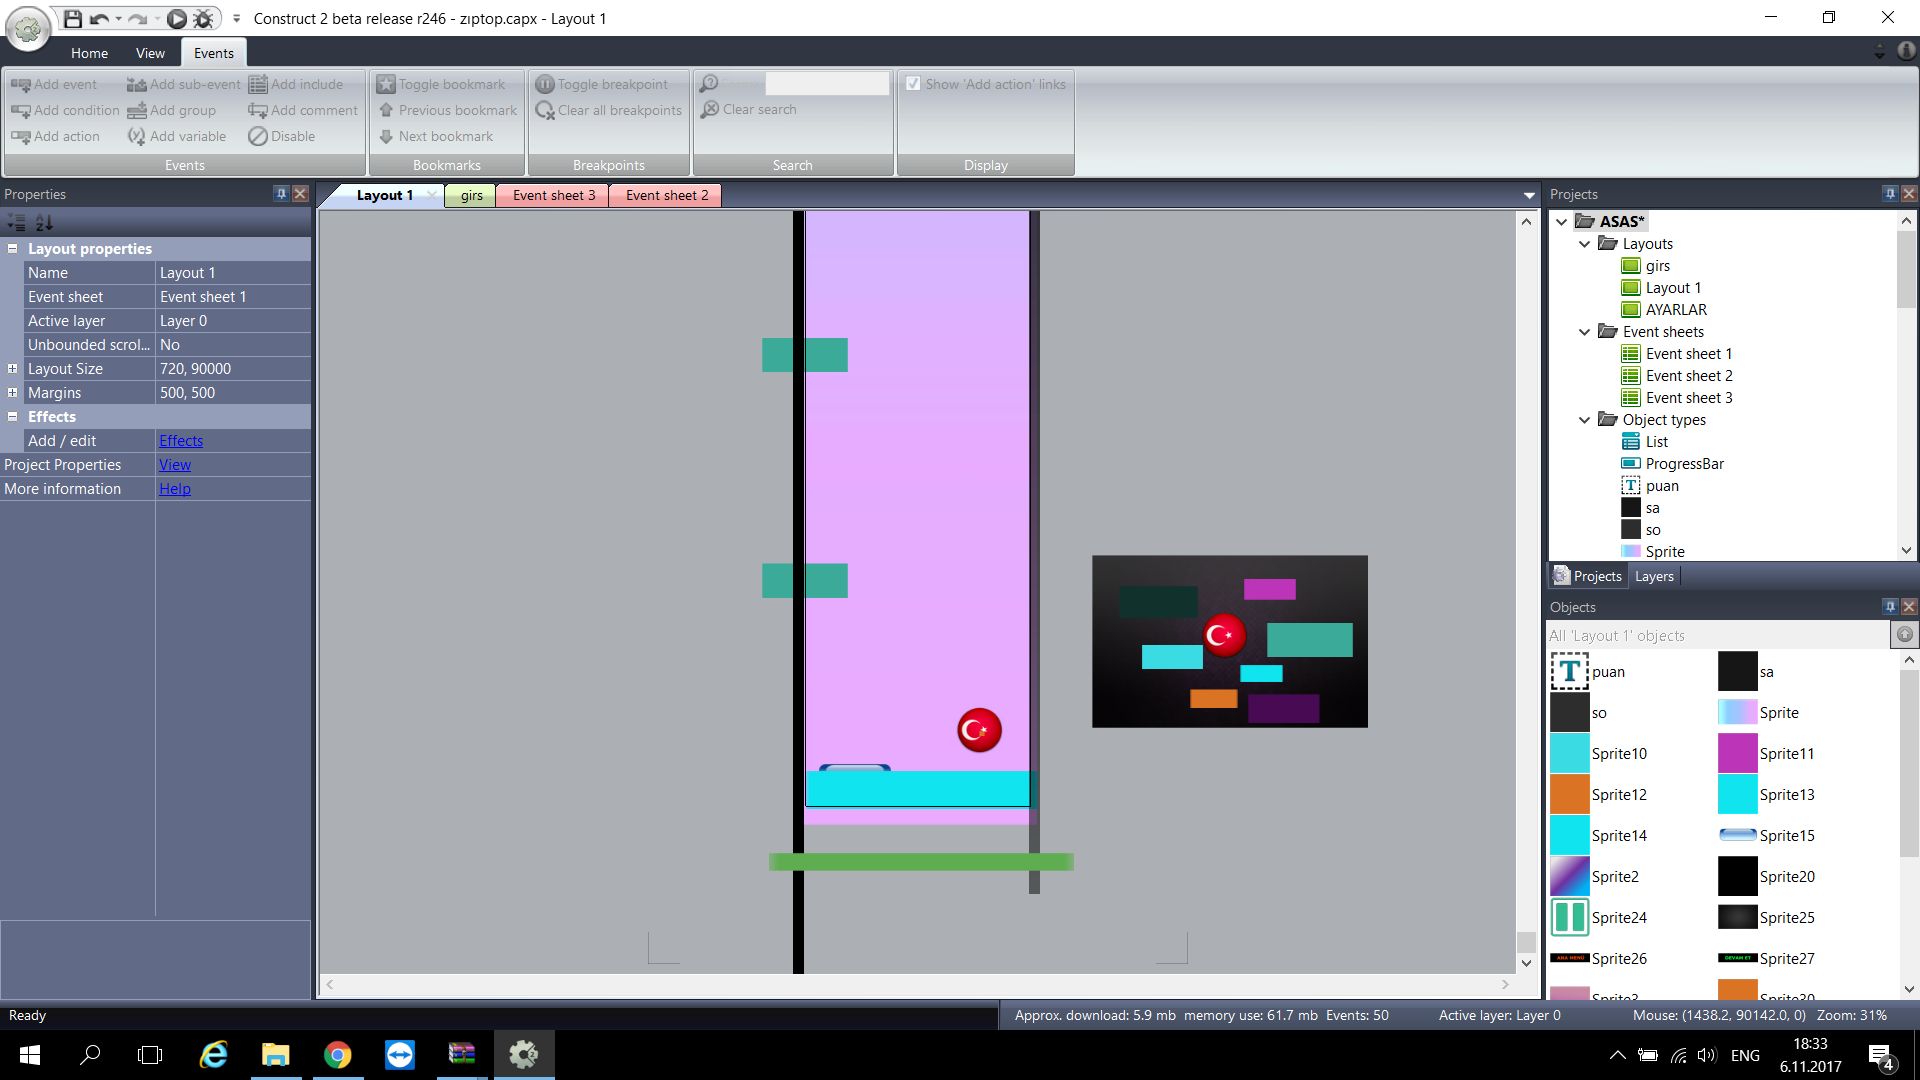 Construct 2 beta release r246 - zıptop.capx - Layout 1
Home View Events
Add event Add sub-event Add include
Add condition Add group Add comment
Add action Add variable Disable
Events
Toggle bookmark
Previous bookmark
Next bookmark
Bookmarks
Toggle breakpoint
Clear all breakpoints
Breakpoints
Clear search
Search
Show 'Add action' links
Display
Properties
Layout properties
Name Layout 1
Event sheet Event sheet 1
Active layer Layer 0
Unbounded scrol... No
Layout Size 720, 90000
Margins 500, 500
Effects
Add / edit Effects
Project Properties View
More information Help
Layout 1 girs Event sheet 3 Event sheet 2
Projects
ASAS*
Layouts
girs
Layout 1
AYARLAR
Event sheets
Event sheet 1
Event sheet 2
Event sheet 3
Object types
List
ProgressBar
T puan
sa
so
Sprite
Projects Layers
Objects
All 'Layout 1' objects
T puan sa
so Sprite
Sprite10 Sprite11
Sprite12 Sprite13
Sprite14 Sprite15
Sprite2 Sprite20
Sprite24 Sprite25
ANA MENÜ Sprite26 DEVAM ET Sprite27
Sprite3 Sprite30
Ready
Approx. download: 5.9 mb memory use: 61.7 mb Events: 50 Active layer: Layer 0 Mouse: (1438.2, 90142.0, 0) Zoom: 31%
ENG
18:33
6.11.2017
4